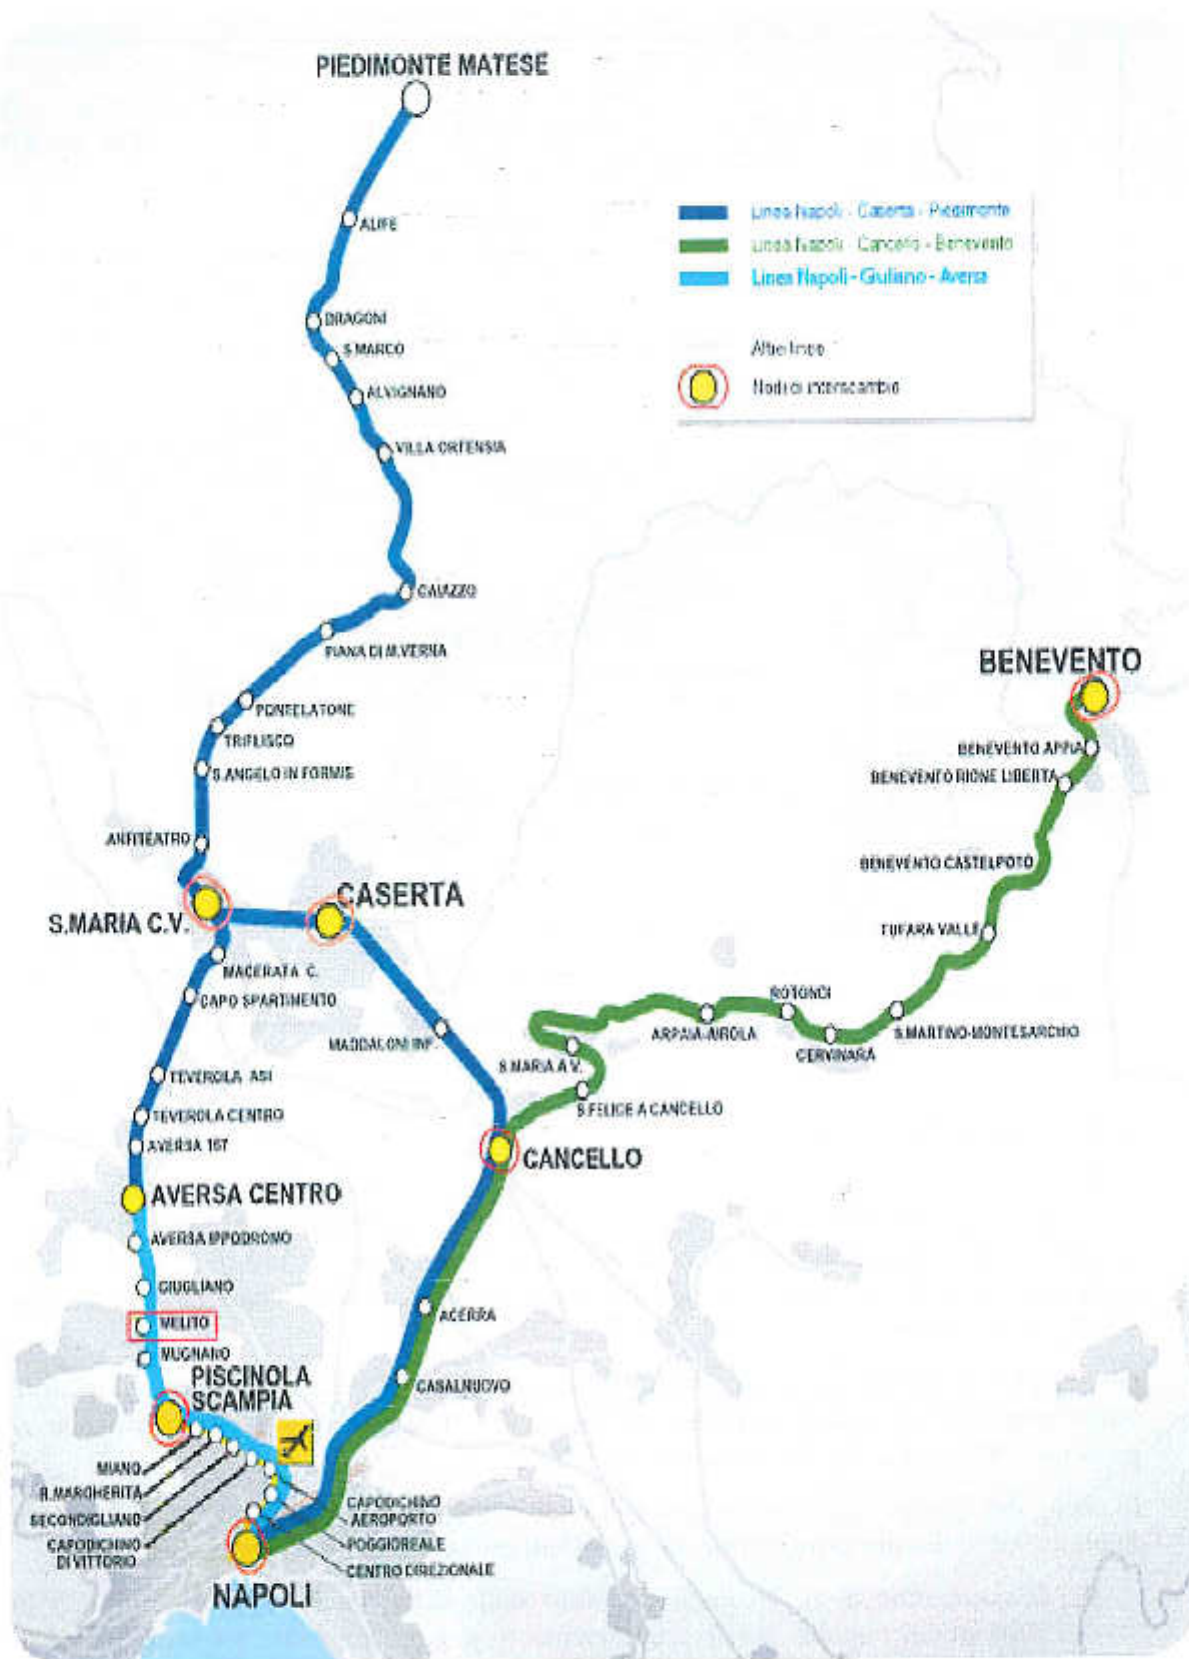 PIEDIMONTE MATESE
ALIFE
DRAGONI
S.MARCO
ALVIGNANO
VILLA ORTENSIA
CAIAZZO
PIANA DI M.VERNA
PONTELATONE
TRIFLISCO
S.ANGELO IN FORMIS
ANFITEATRO
S.MARIA C.V.
CASERTA
MACERATA C.
CAPO SPARTIMENTO
TEVEROLA ASI
TEVEROLA CENTRO
AVERSA 167
AVERSA CENTRO
AVERSA IPPODROMO
GIUGLIANO
MELITO
MUGNANO
PISCINOLA
SCAMPIA
MIANO
R.MARGHERITA
SECONDIGLIANO
CAPODICHINO
DI VITTORIO
CAPODICHINO
AEROPORTO
POGGIOREALE
CENTRO DIREZIONALE
NAPOLI
MADDALONI INF.
CANCELLO
ACERRA
CASALNUOVO
Linea Napoli - Caserta - Piedimonte
Linea Napoli - Cancello - Benevento
Linea Napoli - Giuliano - Aversa
Altre linee
Nodi di interscambio
BENEVENTO
BENEVENTO APPIA
BENEVENTO RIONE LIBERTA
BENEVENTO CASTELPOTO
TUFARA VALLE
S.MARTINO-MONTESARCHIO
CERVINARA
ROTONDI
ARPAIA-AIROLA
S.MARIA A V.
S.FELICE A CANCELLO